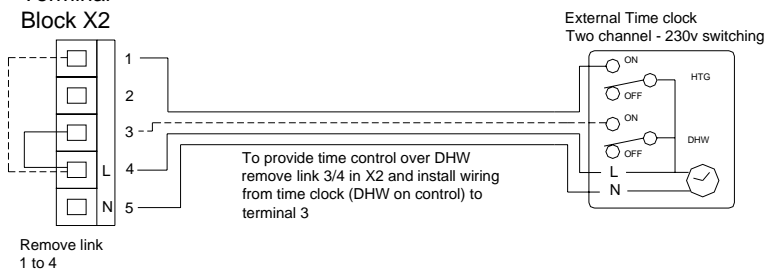 Block X2
External Time clock
Two channel - 230v switching
1
2
3
L 4
N 5
ON
HTG
OFF
ON
DHW
OFF
L
N
To provide time control over DHW
remove link 3/4 in X2 and install wiring
from time clock (DHW on control) to
terminal 3
Remove link
1 to 4